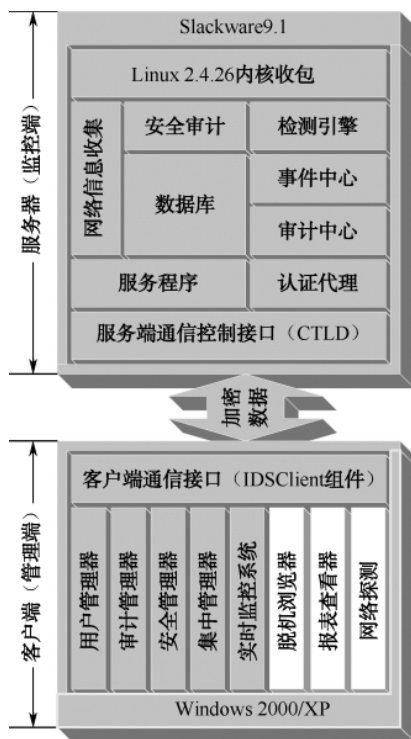 Slackware9.1
Linux 2.4.26内核收包
服务器（监控端）
网络信息收集
安全审计
检测引擎
数据库
事件中心
审计中心
服务程序
认证代理
服务端通信控制接口（CTLD）
加密
数据
客户端（管理端）
客户端通信接口（IDSClient组件）
用户管理器
审计管理器
安全管理器
集中管理器
实时监控系统
脱机浏览器
报表查看器
网络探测
Windows 2000/XP